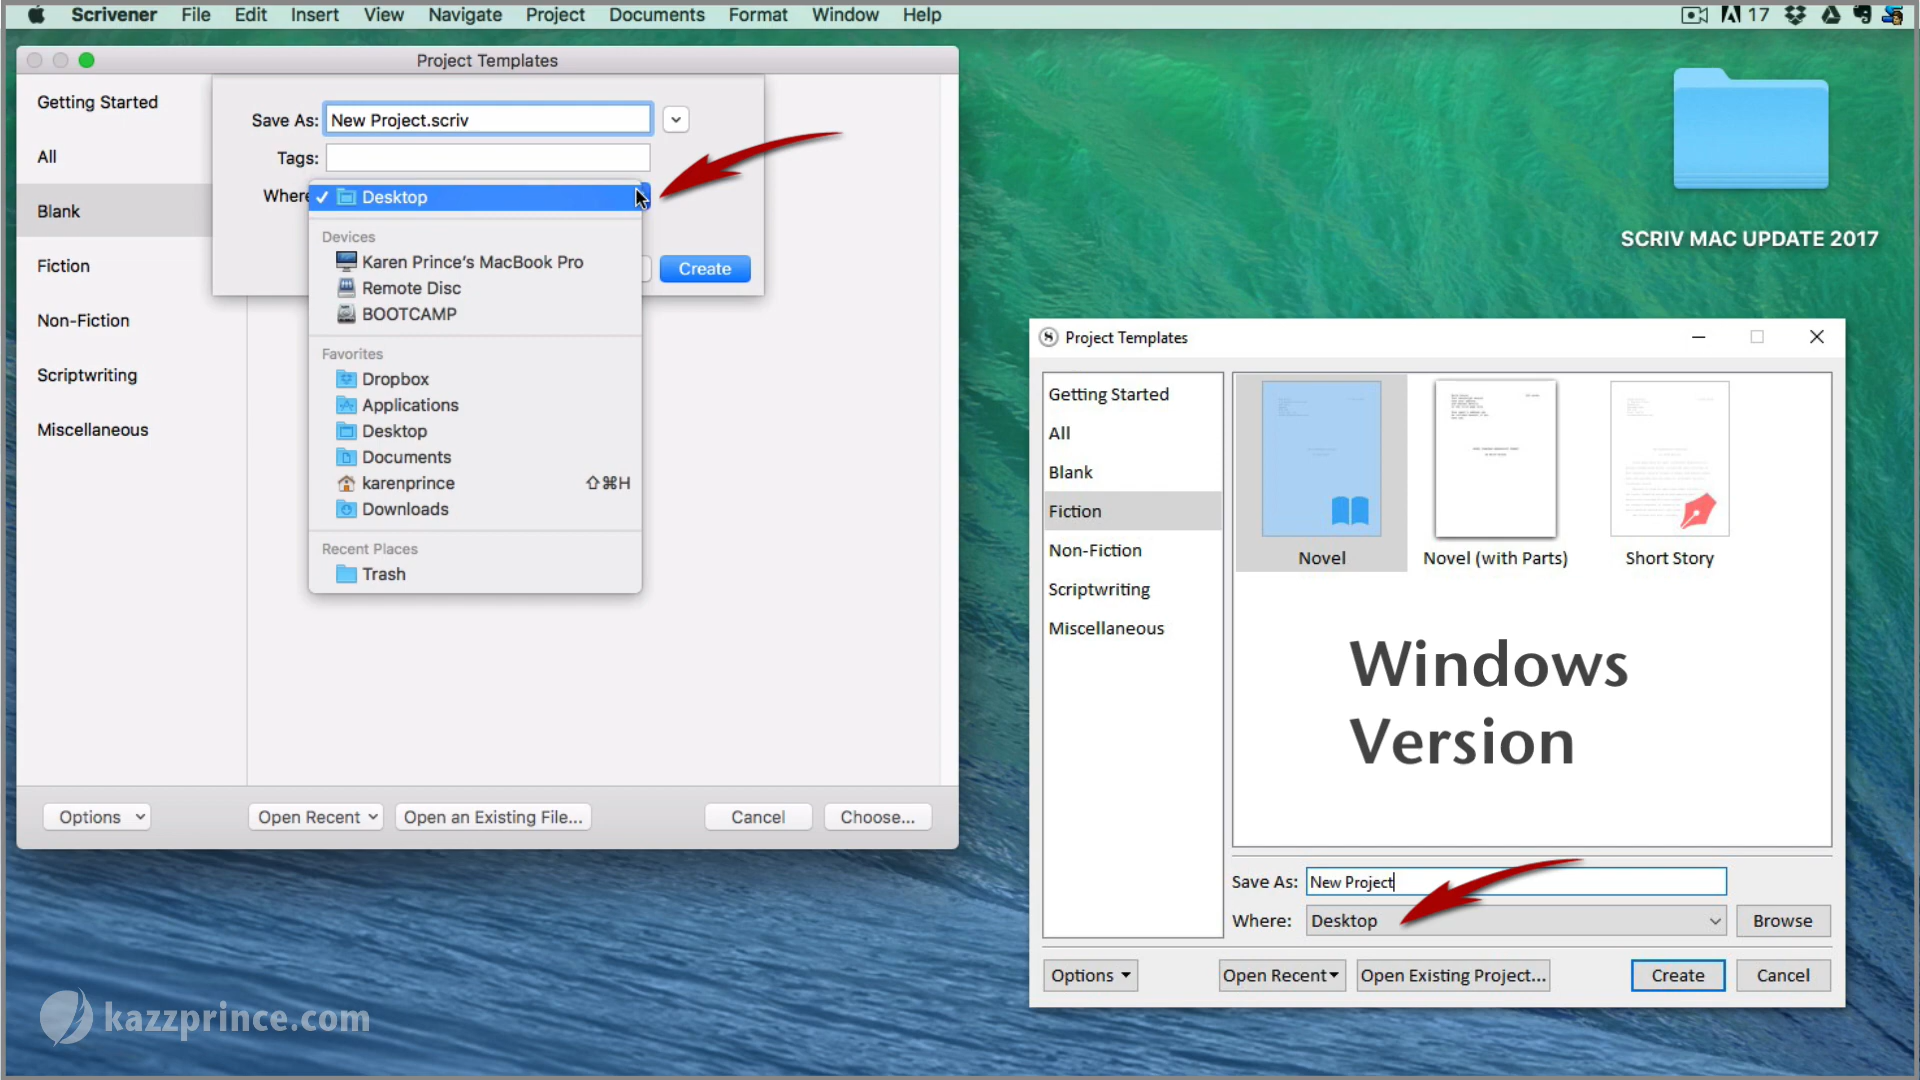 Scrivener File Edit Insert View Navigate Project Documents Format Window Help 17
Project Templates
Getting Started
All
Blank
Fiction
Non-Fiction
Scriptwriting
Miscellaneous
Save As: New Project.scriv
Tags:
Where Desktop
Devices
Karen Prince's MacBook Pro
Remote Disc
BOOTCAMP
Favorites
Dropbox
Applications
Desktop
Documents
karenprince ⇧⌘H
Downloads
Recent Places
Trash
Create
Options Open Recent Open an Existing File... Cancel Choose...
SCRIV MAC UPDATE 2017
Project Templates
Getting Started
All
Blank
Fiction
Non-Fiction
Scriptwriting
Miscellaneous
Novel Novel (with Parts) Short Story
Windows
Version
Save As: New Project
Where: Desktop Browse
Options Open Recent Open Existing Project... Create Cancel
kazzprince.com